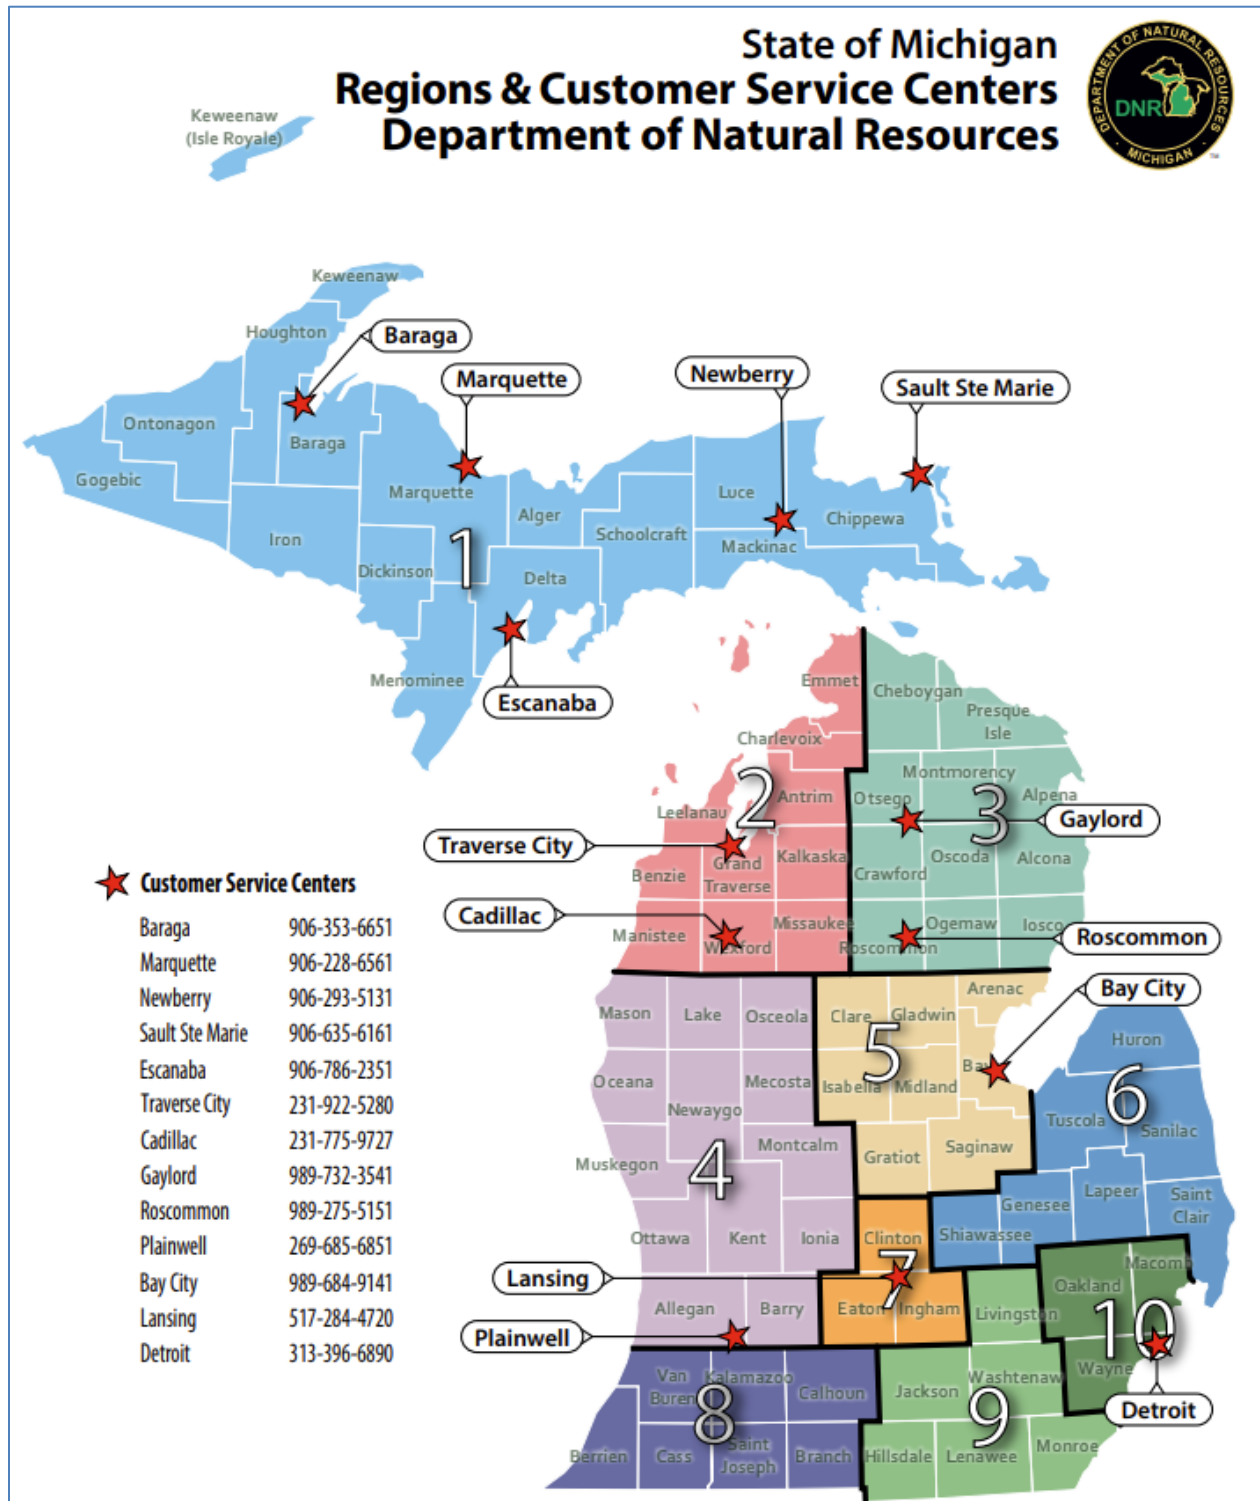 State of Michigan
Regions & Customer Service Centers
Department of Natural Resources
DEPARTMENT OF NATURAL RESOURCES
DNR
MICHIGAN
TM
Keweenaw
(Isle Royale)
Keweenaw
Houghton
Baraga
Marquette
Newberry
Sault Ste Marie
Ontonagon
Baraga
Gogebic
Marquette
Alger
Luce
Chippewa
Schoolcraft
Iron
Mackinac
1
Dickinson
Delta
Menominee
Escanaba
Emmet
Cheboygan
Presque
Isle
Charlevoix
2
Antrim
Leelanau
Montmorency
Otsego
3
Alpena
Gaylord
Traverse City
Kalkaska
Grand
Traverse
Benzie
Crawford
Oscoda
Alcona
Cadillac
Manistee
Wexford
Missaukee
Roscommon
Ogemaw
Iosco
Roscommon
Customer Service Centers
Baraga 906-353-6651
Marquette 906-228-6561
Newberry 906-293-5131
Sault Ste Marie 906-635-6161
Escanaba 906-786-2351
Traverse City 231-922-5280
Cadillac 231-775-9727
Gaylord 989-732-3541
Roscommon 989-275-5151
Plainwell 269-685-6851
Bay City 989-684-9141
Lansing 517-284-4720
Detroit 313-396-6890
Bay City
Arenac
Mason
Lake
Osceola
Clare
Gladwin
5
Huron
Bay
Oceana
Mecosta
Isabella
Midland
6
Newaygo
Tuscola
Sanilac
Montcalm
Muskegon
4
Gratiot
Saginaw
Genesee
Lapeer
Saint
Clair
Ottawa
Kent
Ionia
Clinton
Shiawassee
7
Lansing
Macomb
Oakland
Allegan
Barry
Eaton
Ingham
Livingston
10
Plainwell
Wayne
Van
Buren
Kalamazoo
Calhoun
Jackson
Washtenaw
8
9
Detroit
Berrien
Cass
Saint
Joseph
Branch
Hillsdale
Lenawee
Monroe